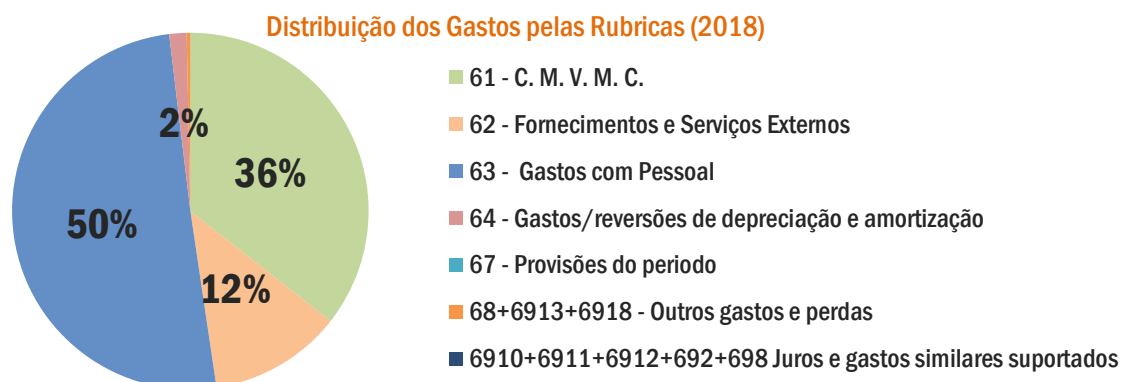 Distribuição dos Gastos pelas Rubricas (2018)
61 - C. M. V. M. C.
62 - Fornecimentos e Serviços Externos
63 - Gastos com Pessoal
64 - Gastos/reversões de depreciação e amortização
67 - Provisões do periodo
68+6913+6918 - Outros gastos e perdas
6910+6911+6912+692+698 Juros e gastos similares suportados
2%
36%
50%
12%